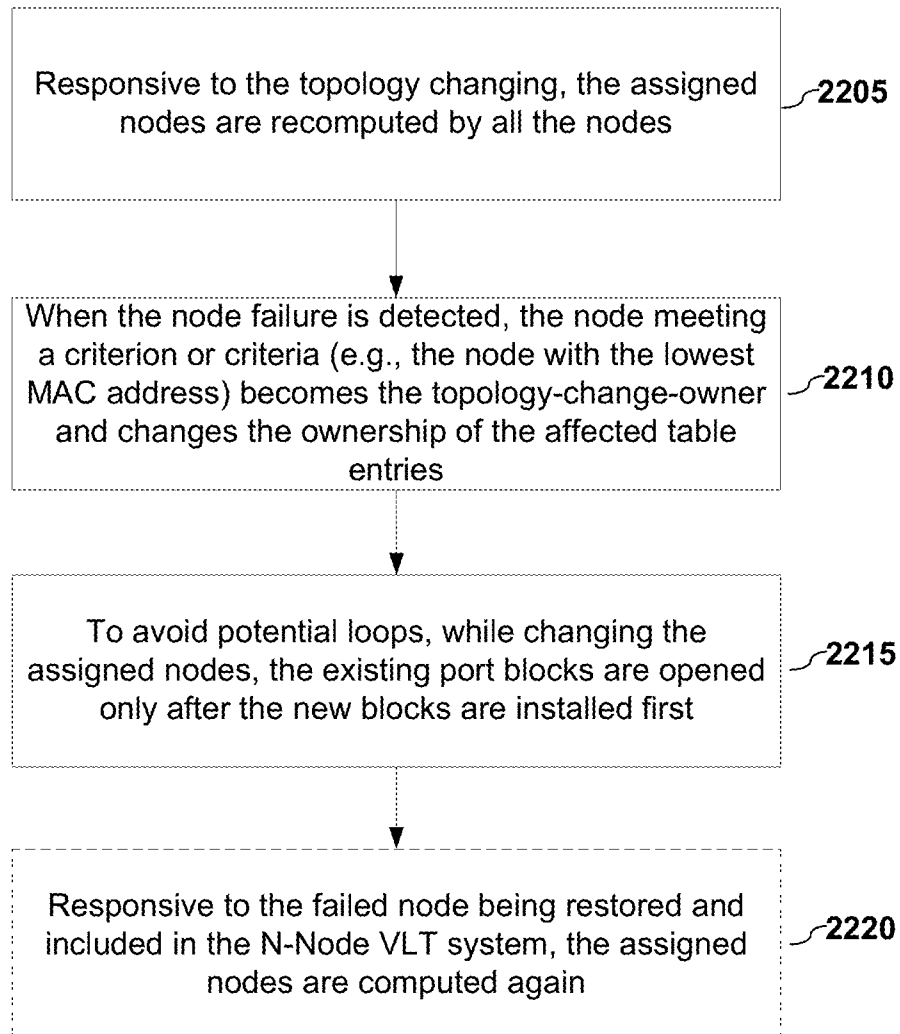 Responsive to the topology changing, the assigned
nodes are recomputed by all the nodes
2205
When the node failure is detected, the node meeting
a criterion or criteria (e.g., the node with the lowest
MAC address) becomes the topology-change-owner
and changes the ownership of the affected table
entries
2210
To avoid potential loops, while changing the
assigned nodes, the existing port blocks are opened
only after the new blocks are installed first
2215
Responsive to the failed node being restored and
included in the N-Node VLT system, the assigned
nodes are computed again
2220